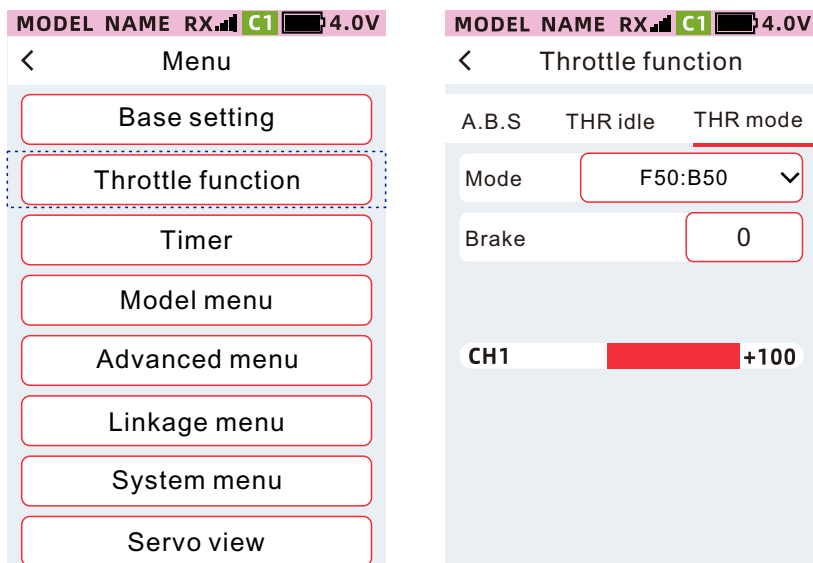 MODEL NAME RX C1 4.0V
< Menu
Base setting
Throttle function
Timer
Model menu
Advanced menu
Linkage menu
System menu
Servo view
MODEL NAME RX C1 4.0V
< Throttle function
A.B.S THR idle THR mode
Mode F50:B50
Brake 0
CH1 +100